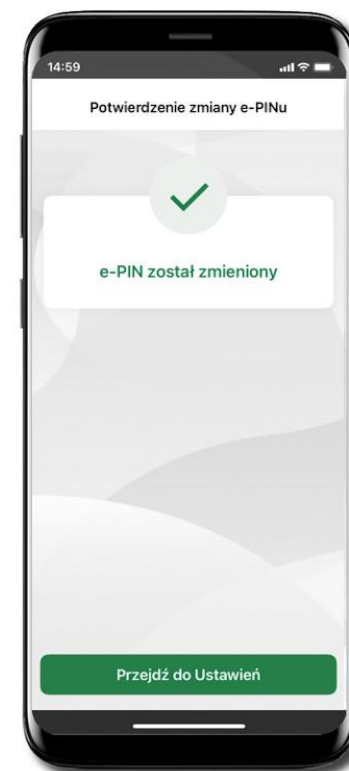 14:59
Potwierdzenie zmiany e-PINu
e-PIN został zmieniony
Przejdź do Ustawień